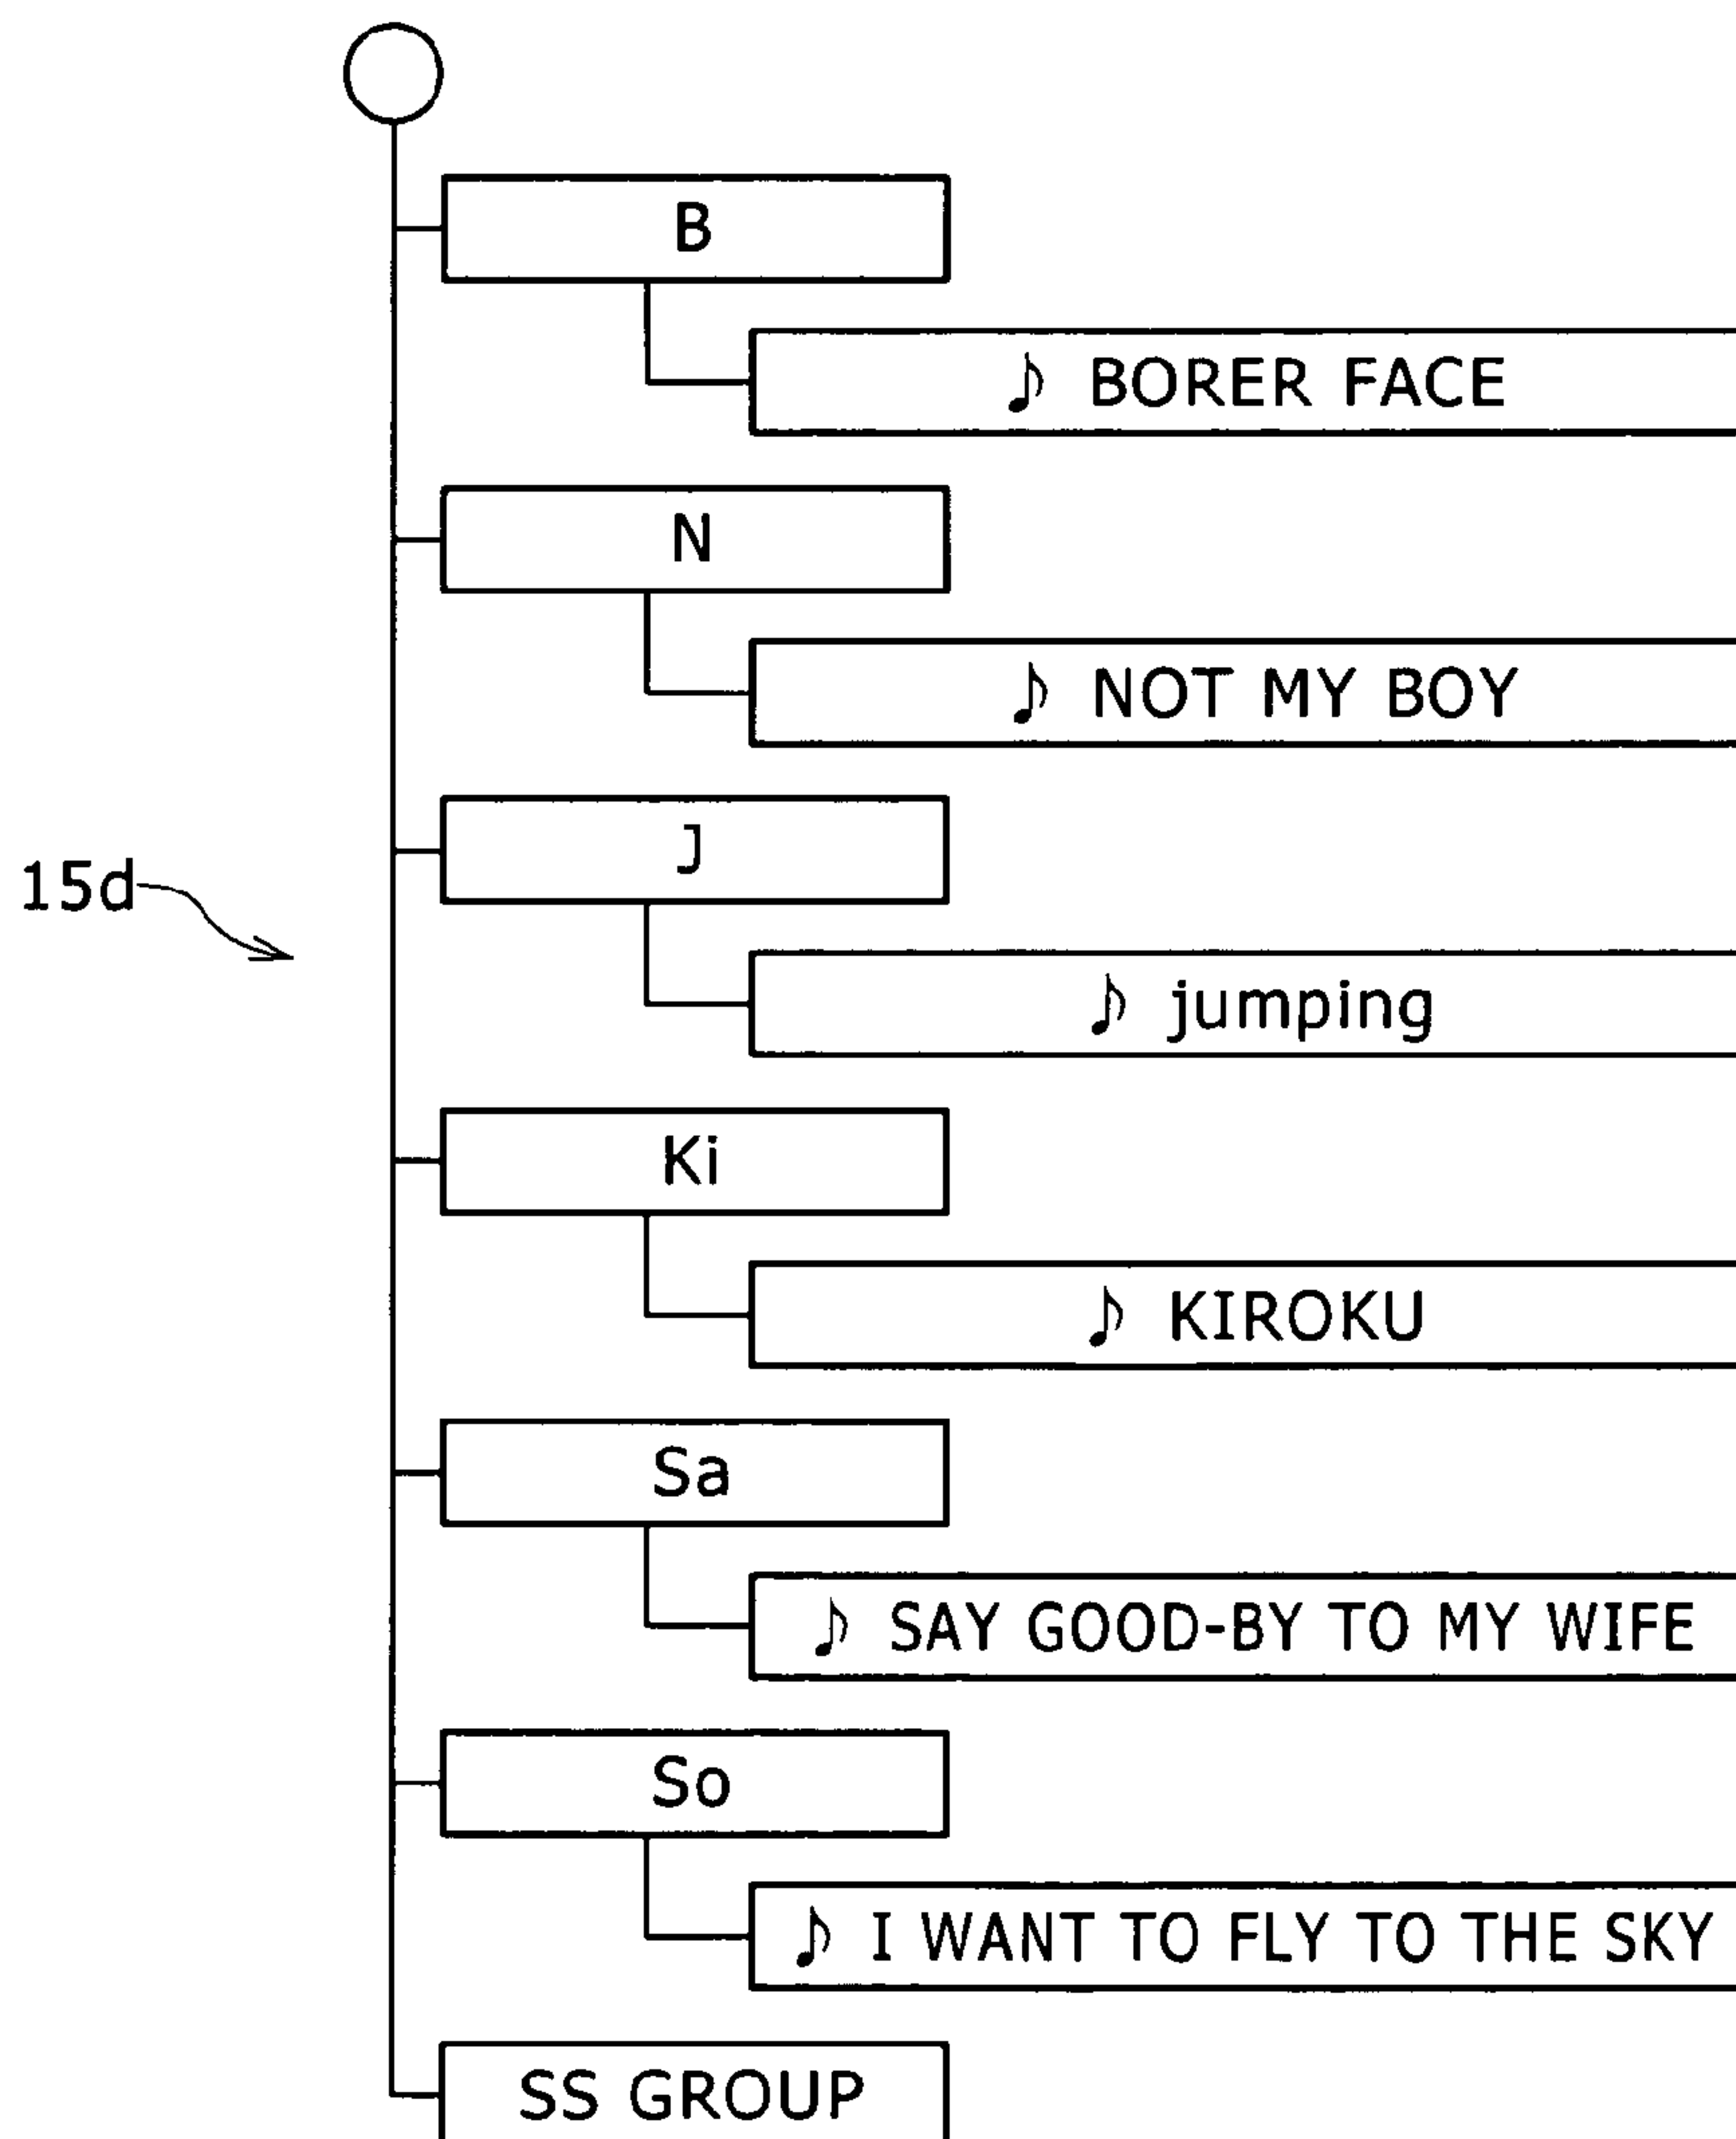 B
♪ BORER FACE
N
♪ NOT MY BOY
J
15d
♪ jumping
Ki
♪ KIROKU
Sa
♪ SAY GOOD-BY TO MY WIFE
So
♪ I WANT TO FLY TO THE SKY
SS GROUP